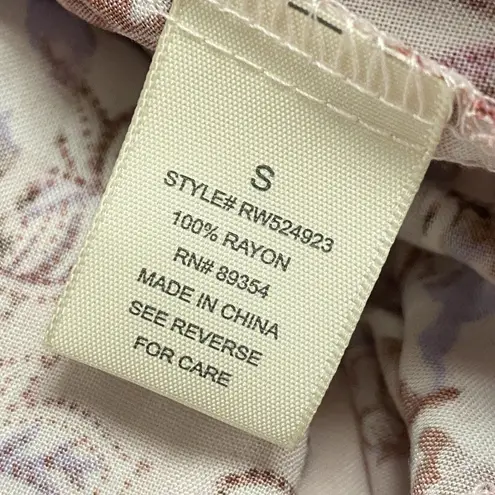 S
STYLE# RW524923
100% RAYON
RN# 89354
MADE IN CHINA
SEE REVERSE
FOR CARE